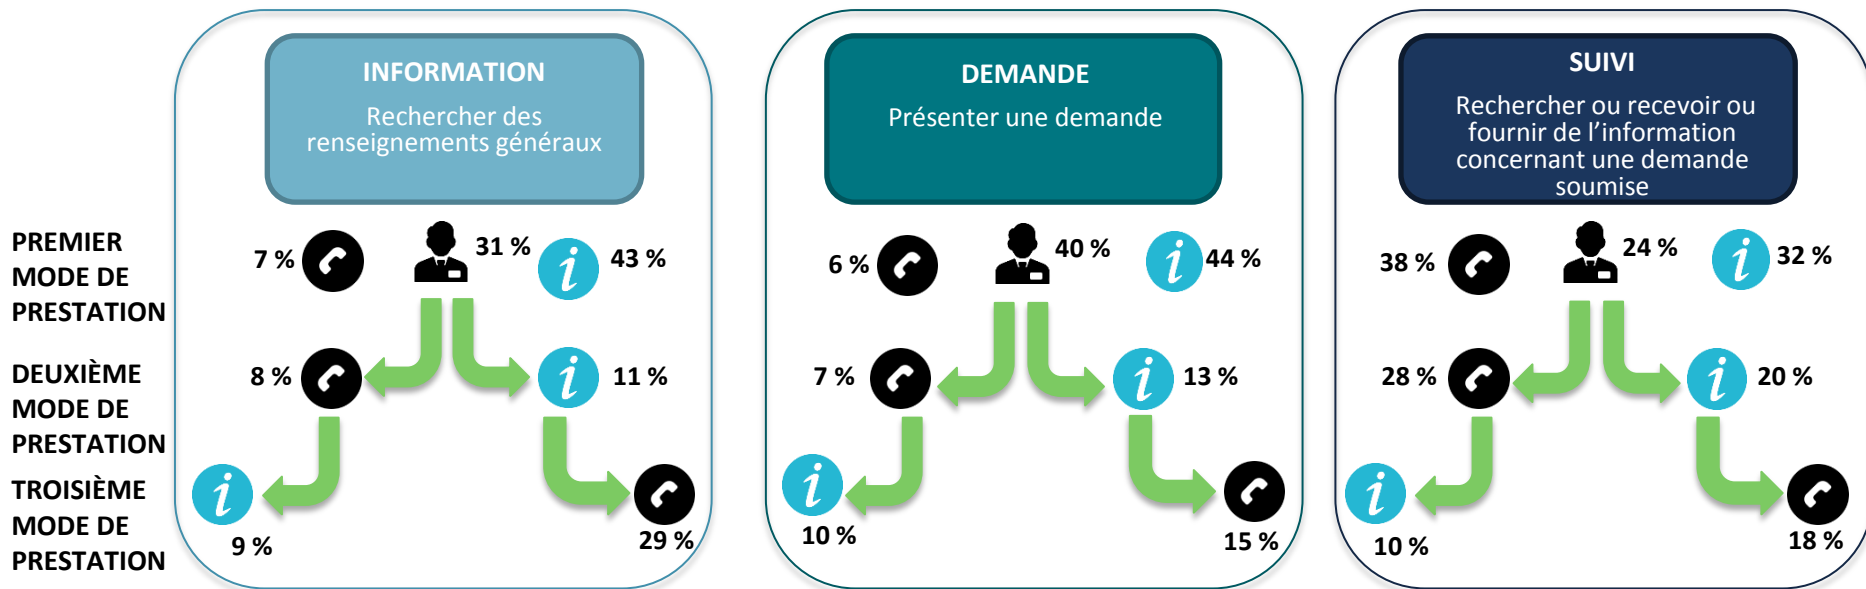 INFORMATION
Rechercher des
renseignements généraux
DEMANDE
Présenter une demande
SUIVI
Rechercher ou recevoir ou
fournir de l'information
concernant une demande
soumise
PREMIER
MODE DE
PRESTATION
7 %
31 %
i
43 %
6 %
40 %
i
44 %
38 %
24 %
i
32 %
DEUXIÈME
MODE DE
PRESTATION
8 %
i
11 %
7 %
i
13 %
28 %
i
20 %
TROISIÈME
MODE DE
PRESTATION
i
9 %
29 %
i
10 %
15 %
i
10 %
18 %